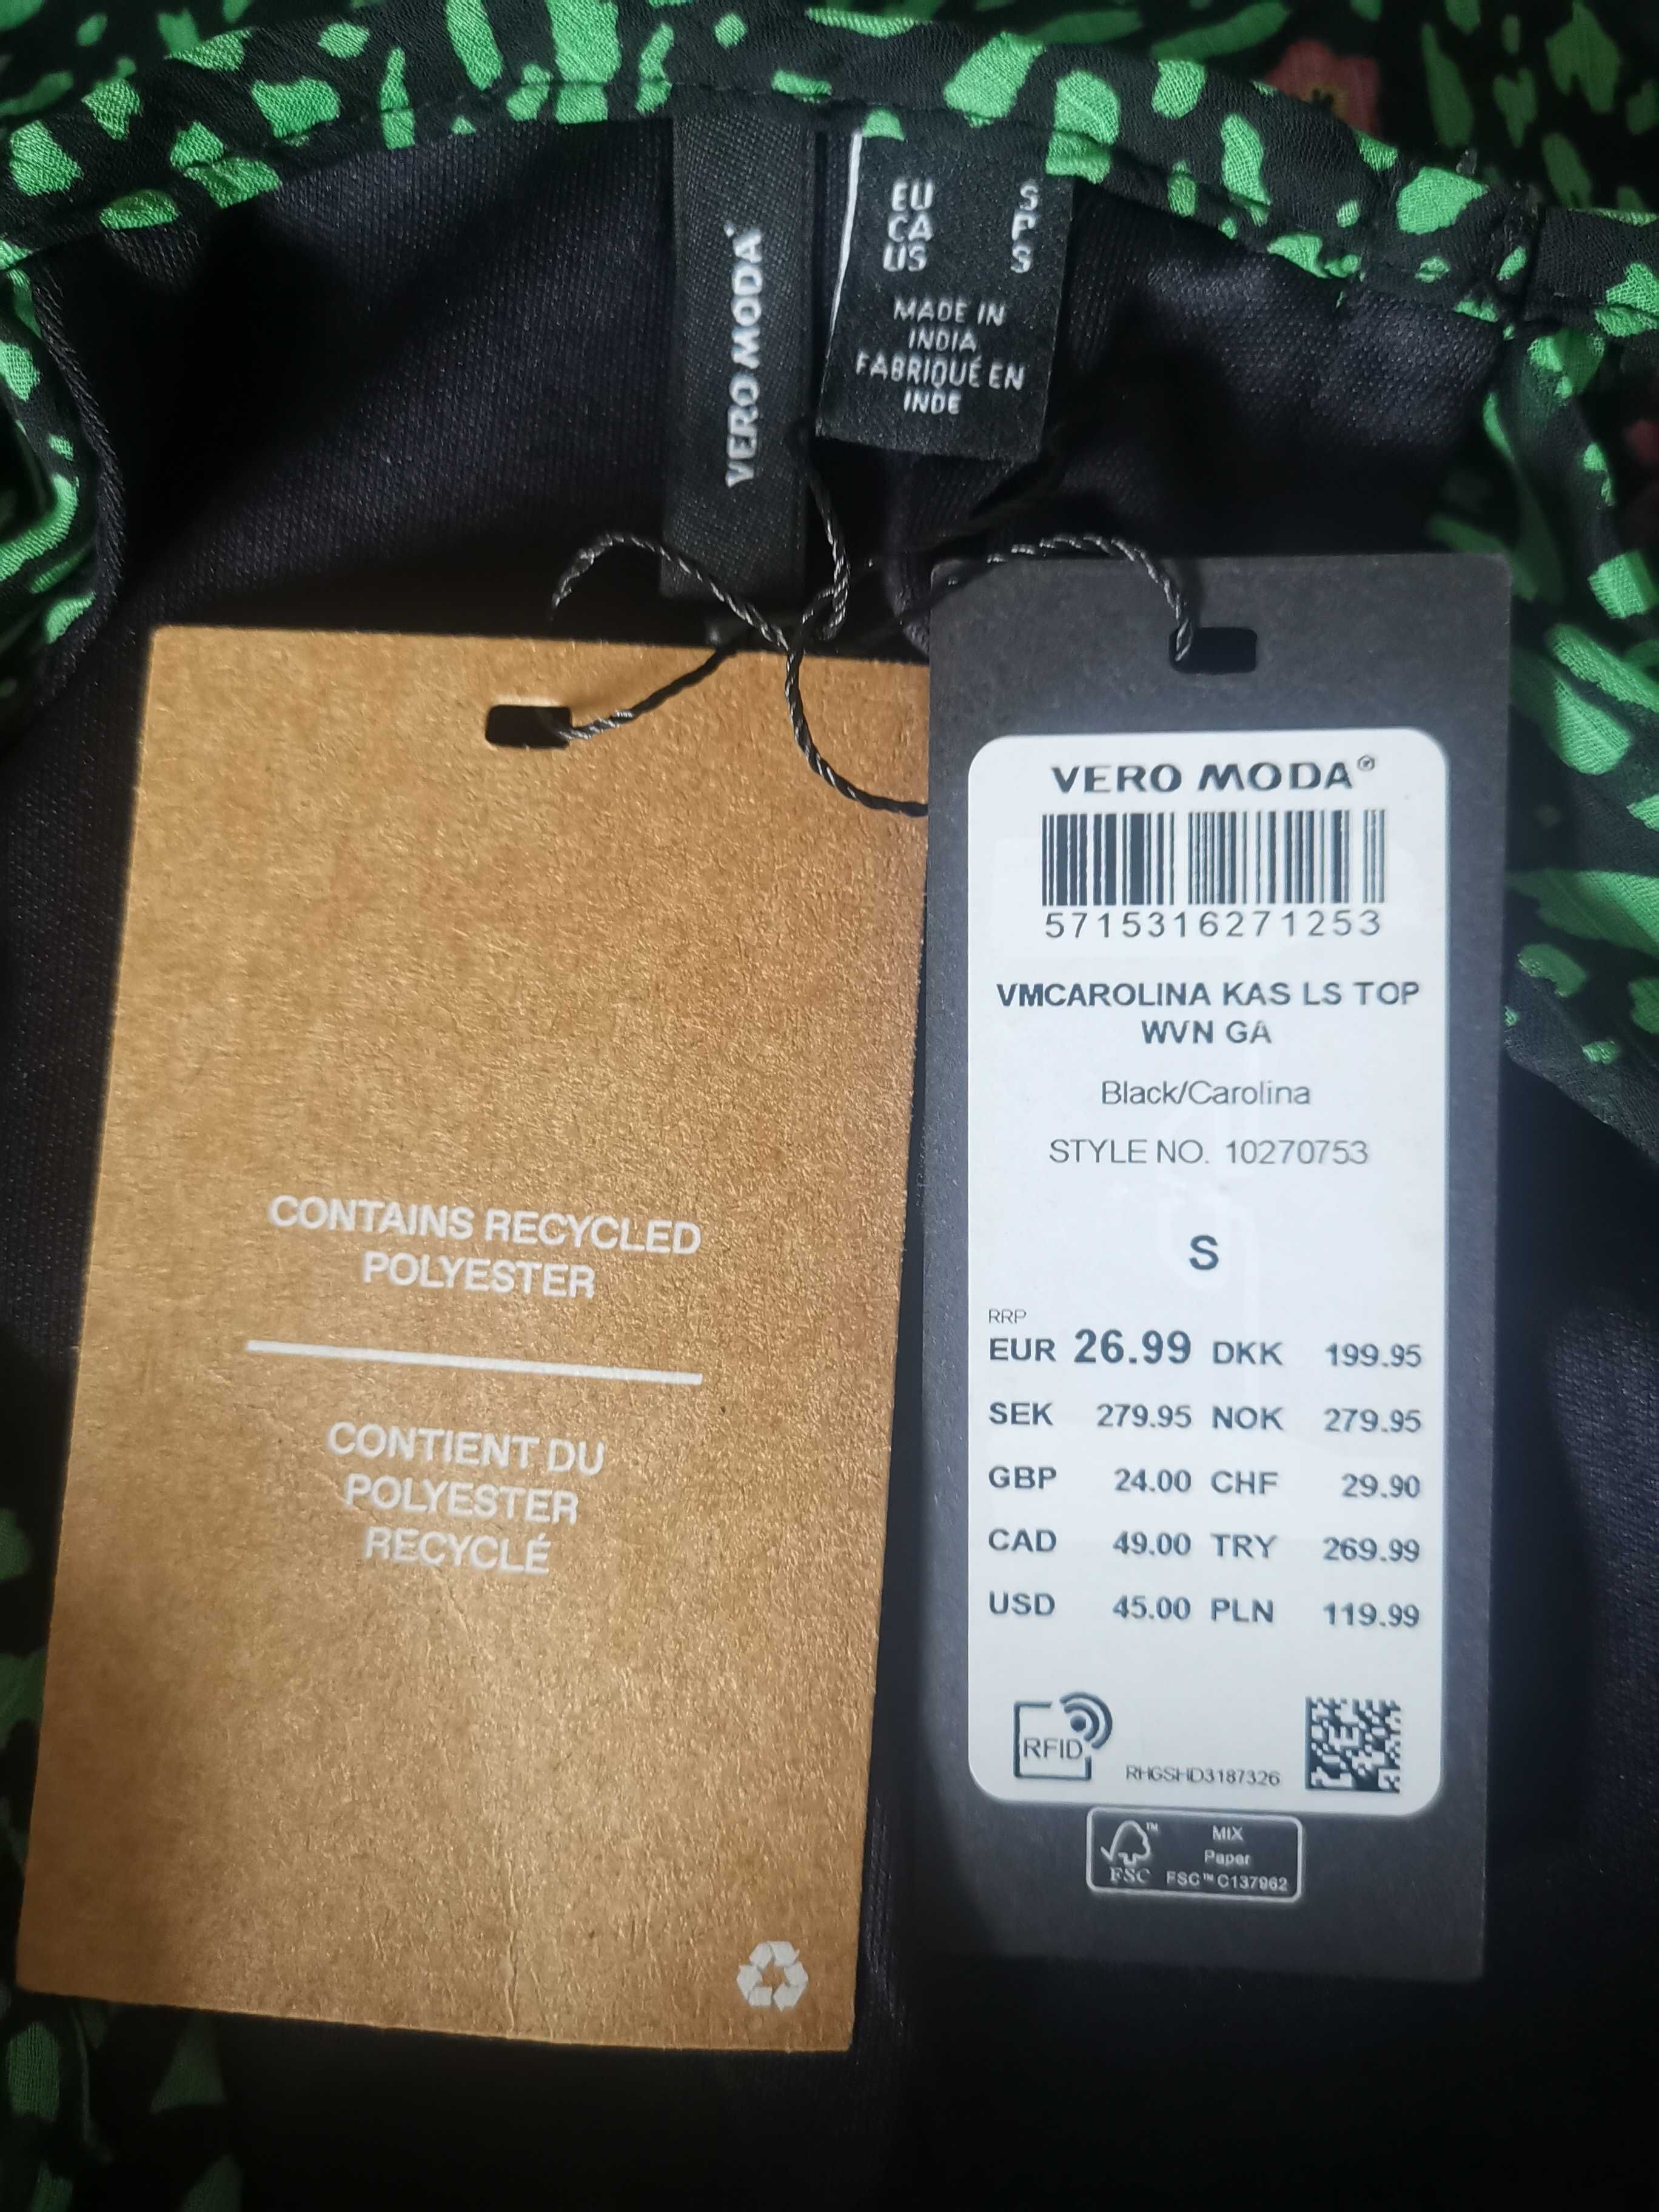 VERO MODA
EU S
CA P
US S
MADE IN
INDIA
FABRIQUÉ EN
INDE
CONTAINS RECYCLED
POLYESTER
CONTIENT DU
POLYESTER
RECYCLÉ
VERO MODA®
5715316271253
VMCAROLINA KAS LS TOP
WVN GA
Black/Carolina
STYLE NO. 10270753
S
RRP
EUR 26.99 DKK 199.95
SEK 279.95 NOK 279.95
GBP 24.00 CHF 29.90
CAD 49.00 TRY 269.99
USD 45.00 PLN 119.99
RFID
RHGSHD3187326
FSC
MIX
Paper
FSC™ C137962